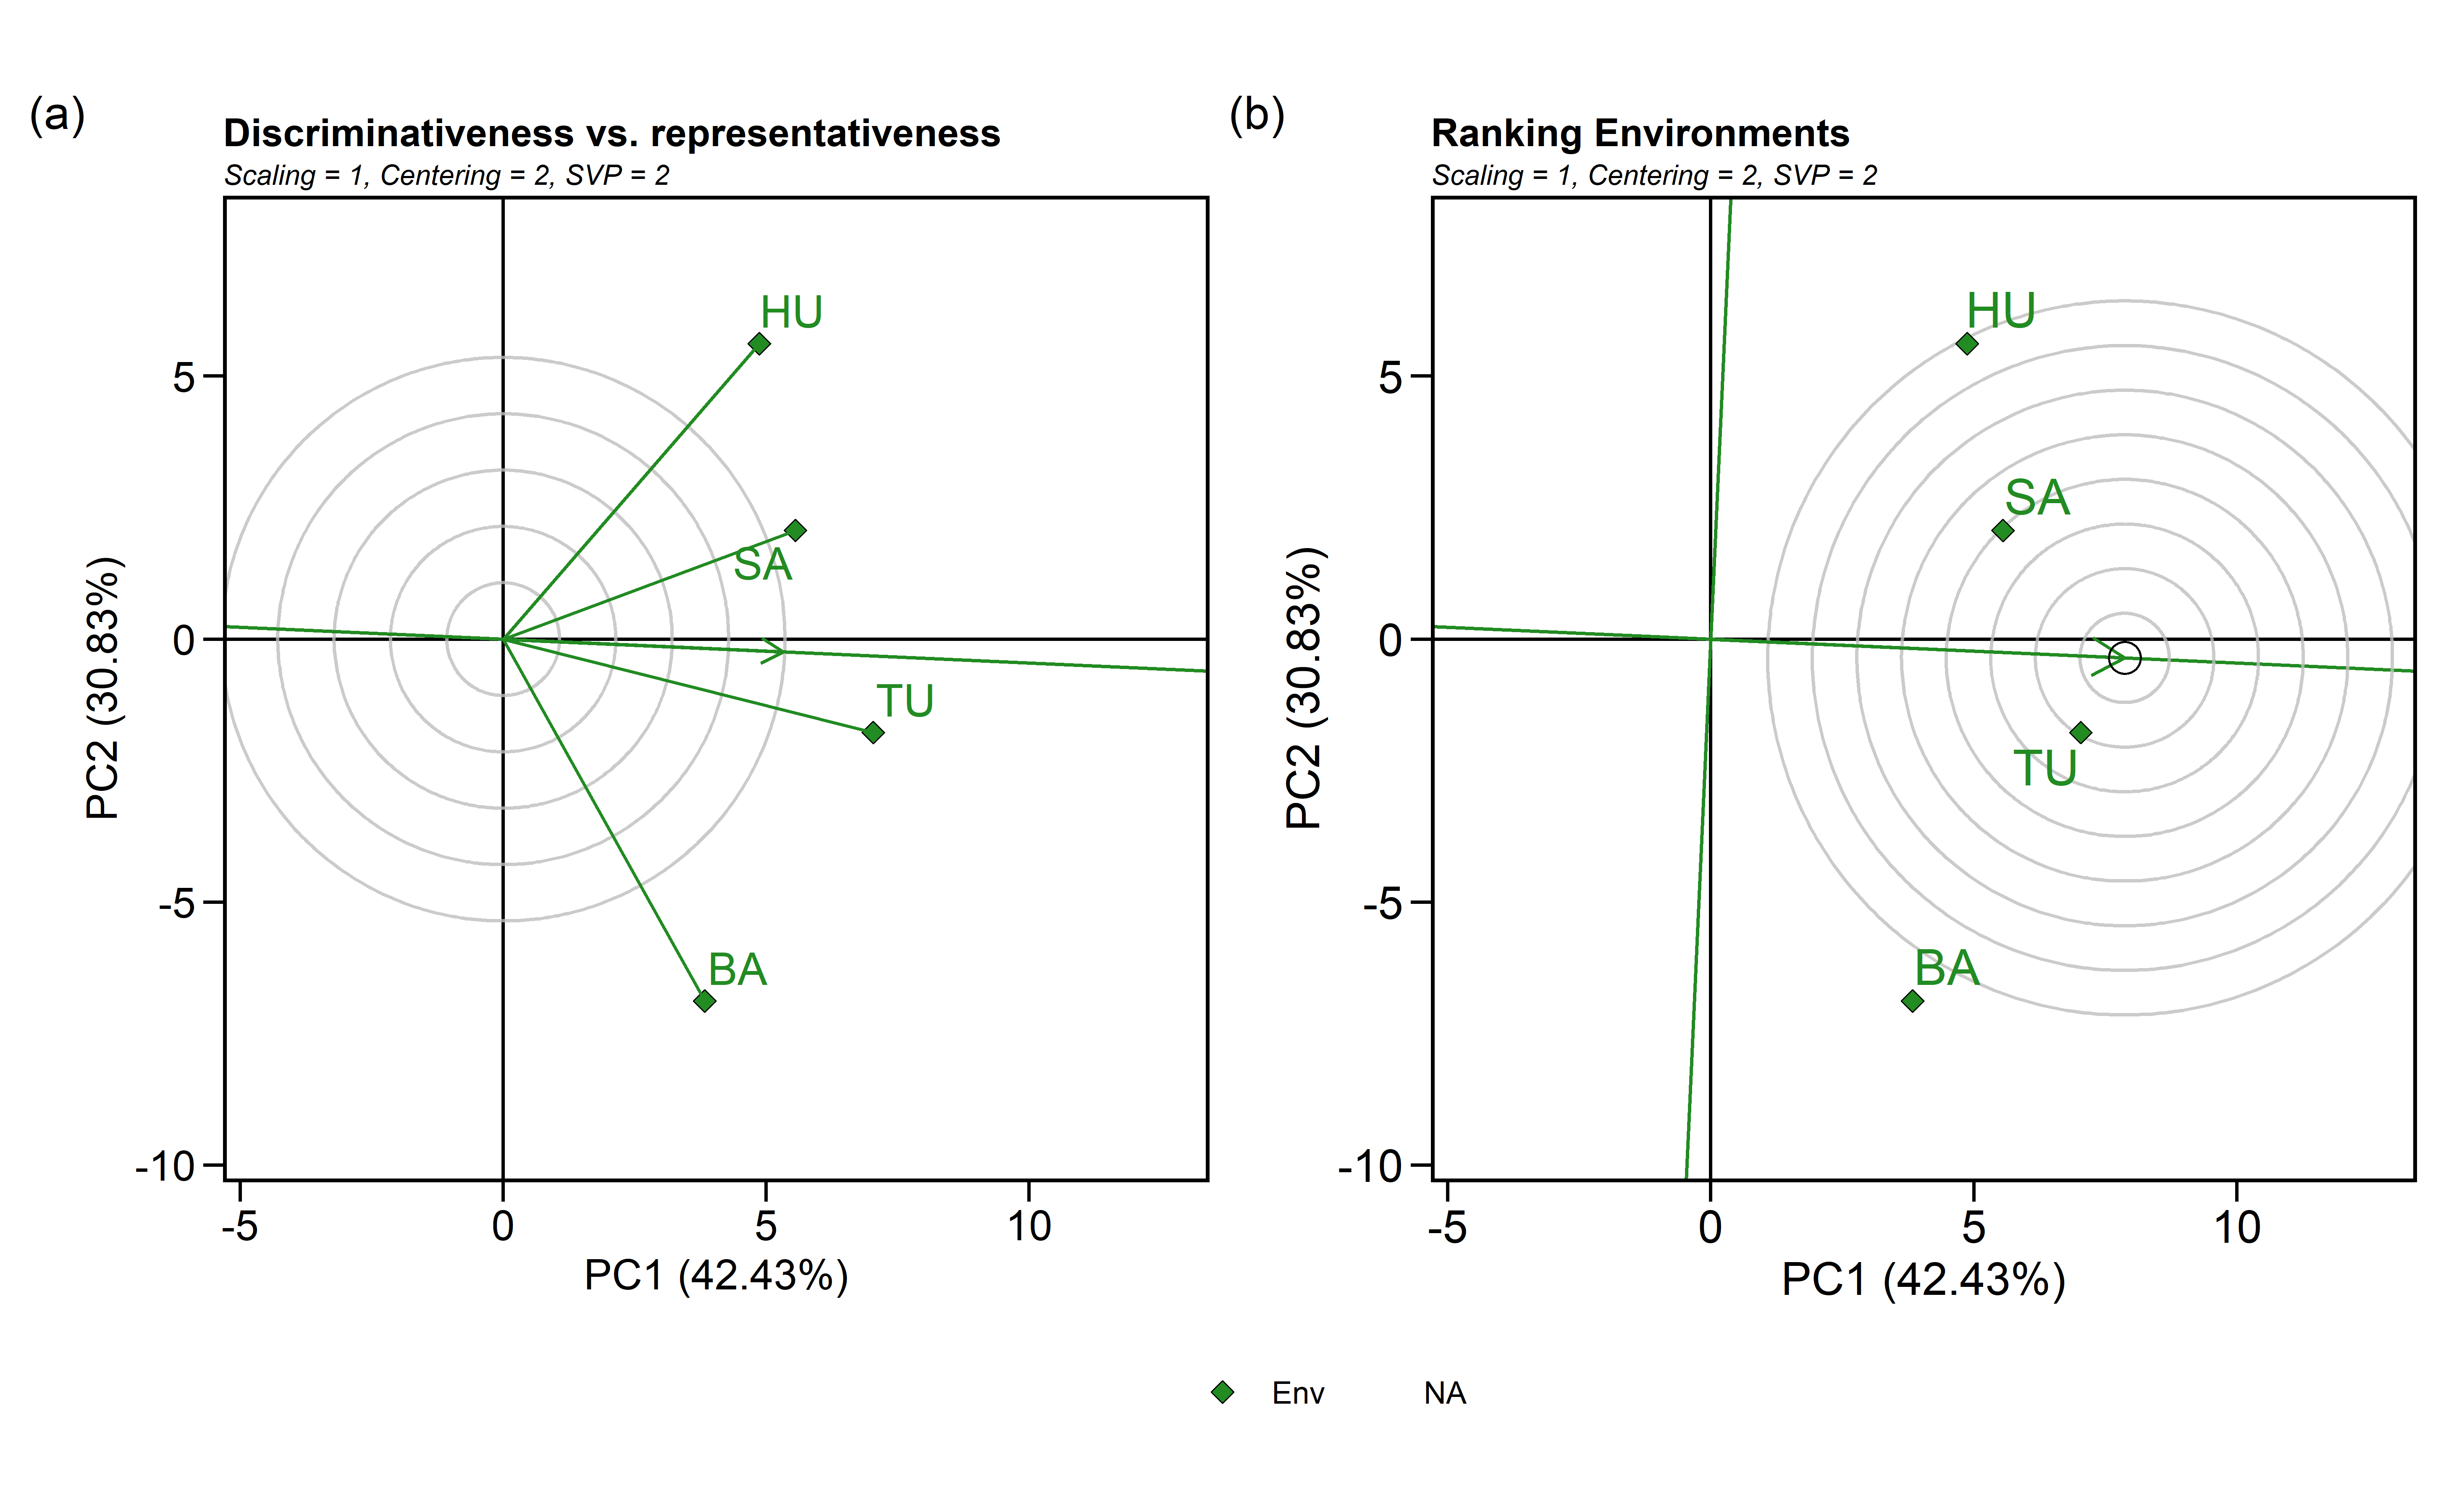 (a)
Discriminativeness vs. representativeness
Scaling = 1, Centering = 2, SVP = 2
HU
5
SA
0
TU
-5
BA
-10
-5
0
5
10
PC1 (42.43%)
PC2 (30.83%)
(b)
Ranking Environments
Scaling = 1, Centering = 2, SVP = 2
HU
5
SA
0
TU
-5
BA
-10
-5
0
5
10
PC1 (42.43%)
PC2 (30.83%)
Env
NA